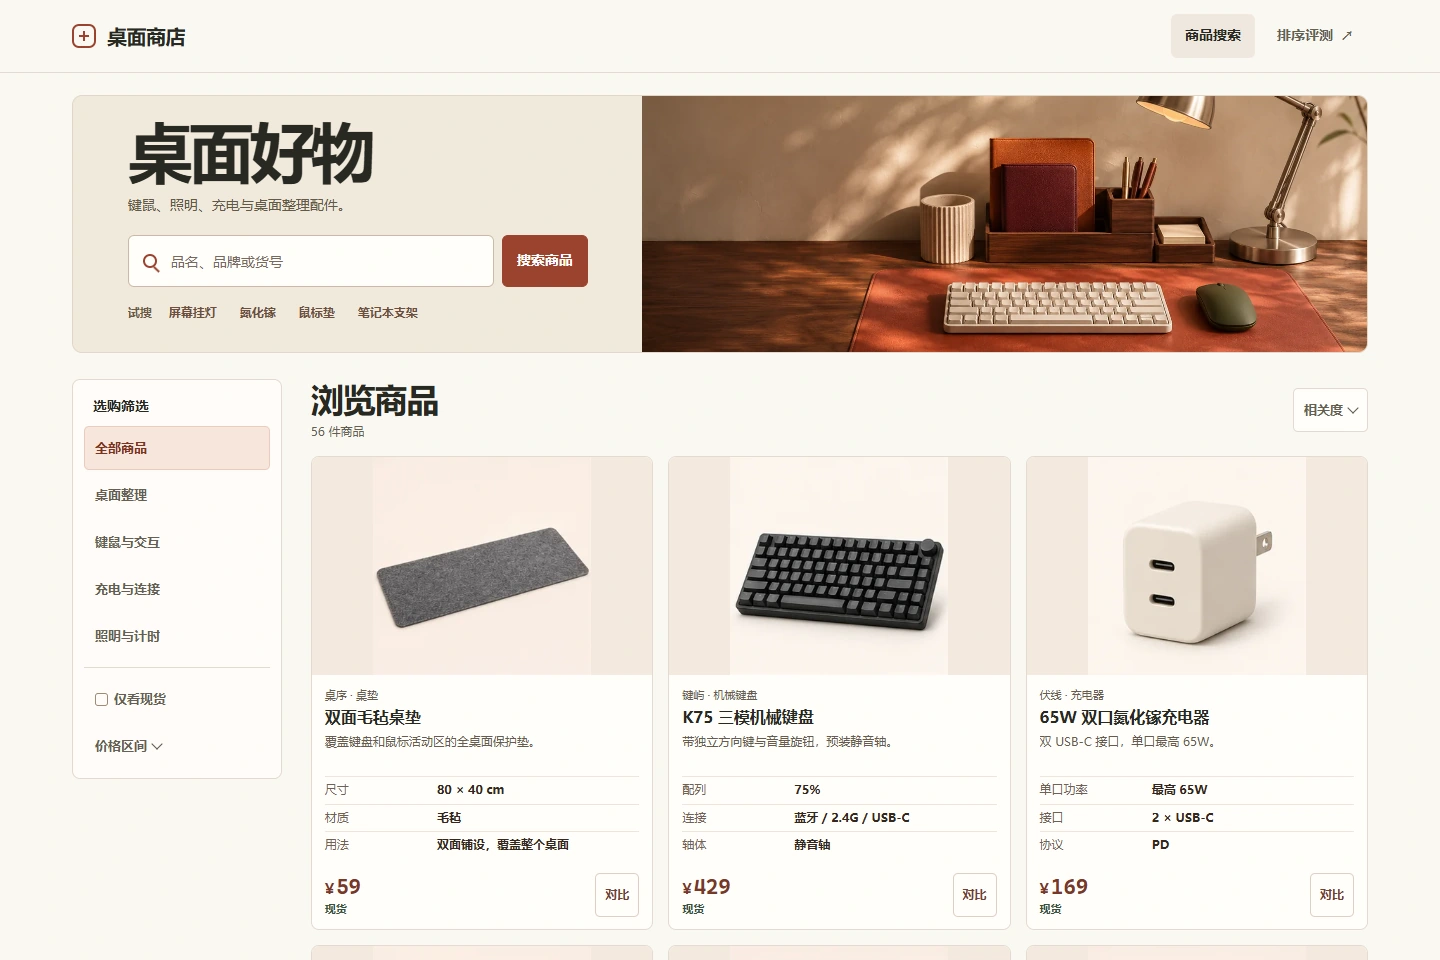 桌面商店
商品搜索
排序评测 ↗
桌面好物
键鼠、照明、充电与桌面整理配件。
品名、品牌或货号
搜索商品
试搜 屏幕挂灯 氮化镓 鼠标垫 笔记本支架
选购筛选
全部商品
桌面整理
键鼠与交互
充电与连接
照明与计时
仅看现货
价格区间
浏览商品
56 件商品
相关度
桌序 · 桌垫
双面毛毡桌垫
覆盖键盘和鼠标活动区的全桌面保护垫。
尺寸 80 × 40 cm
材质 毛毡
用法 双面铺设，覆盖整个桌面
¥59
现货
对比
键屿 · 机械键盘
K75 三模机械键盘
带独立方向键与音量旋钮，预装静音轴。
配列 75%
连接 蓝牙 / 2.4G / USB-C
轴体 静音轴
¥429
现货
对比
伏线 · 充电器
65W 双口氮化镓充电器
双 USB-C 接口，单口最高 65W。
单口功率 最高 65W
接口 2 × USB-C
协议 PD
¥169
现货
对比